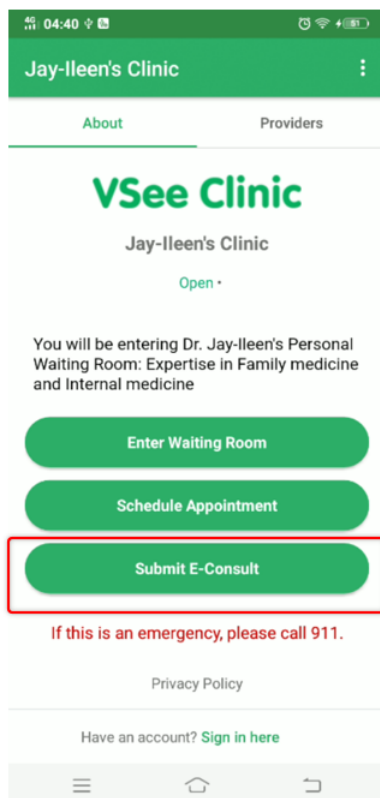 4G 04:40
Jay-Ileen's Clinic
About Providers
VSee Clinic
Jay-Ileen's Clinic
Open •
You will be entering Dr. Jay-Ileen's Personal
Waiting Room: Expertise in Family medicine
and Internal medicine
Enter Waiting Room
Schedule Appointment
Submit E-Consult
If this is an emergency, please call 911.
Privacy Policy
Have an account? Sign in here